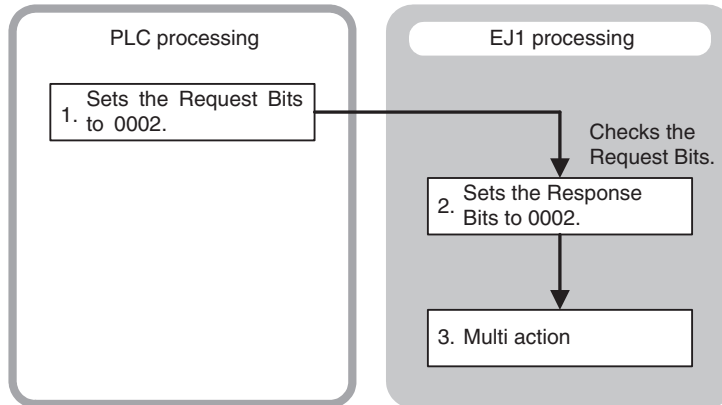 PLC processing
EJ1 processing
1. Sets the Request Bits
to 0002.
Checks the
Request Bits.
2. Sets the Response
Bits to 0002.
3. Multi action